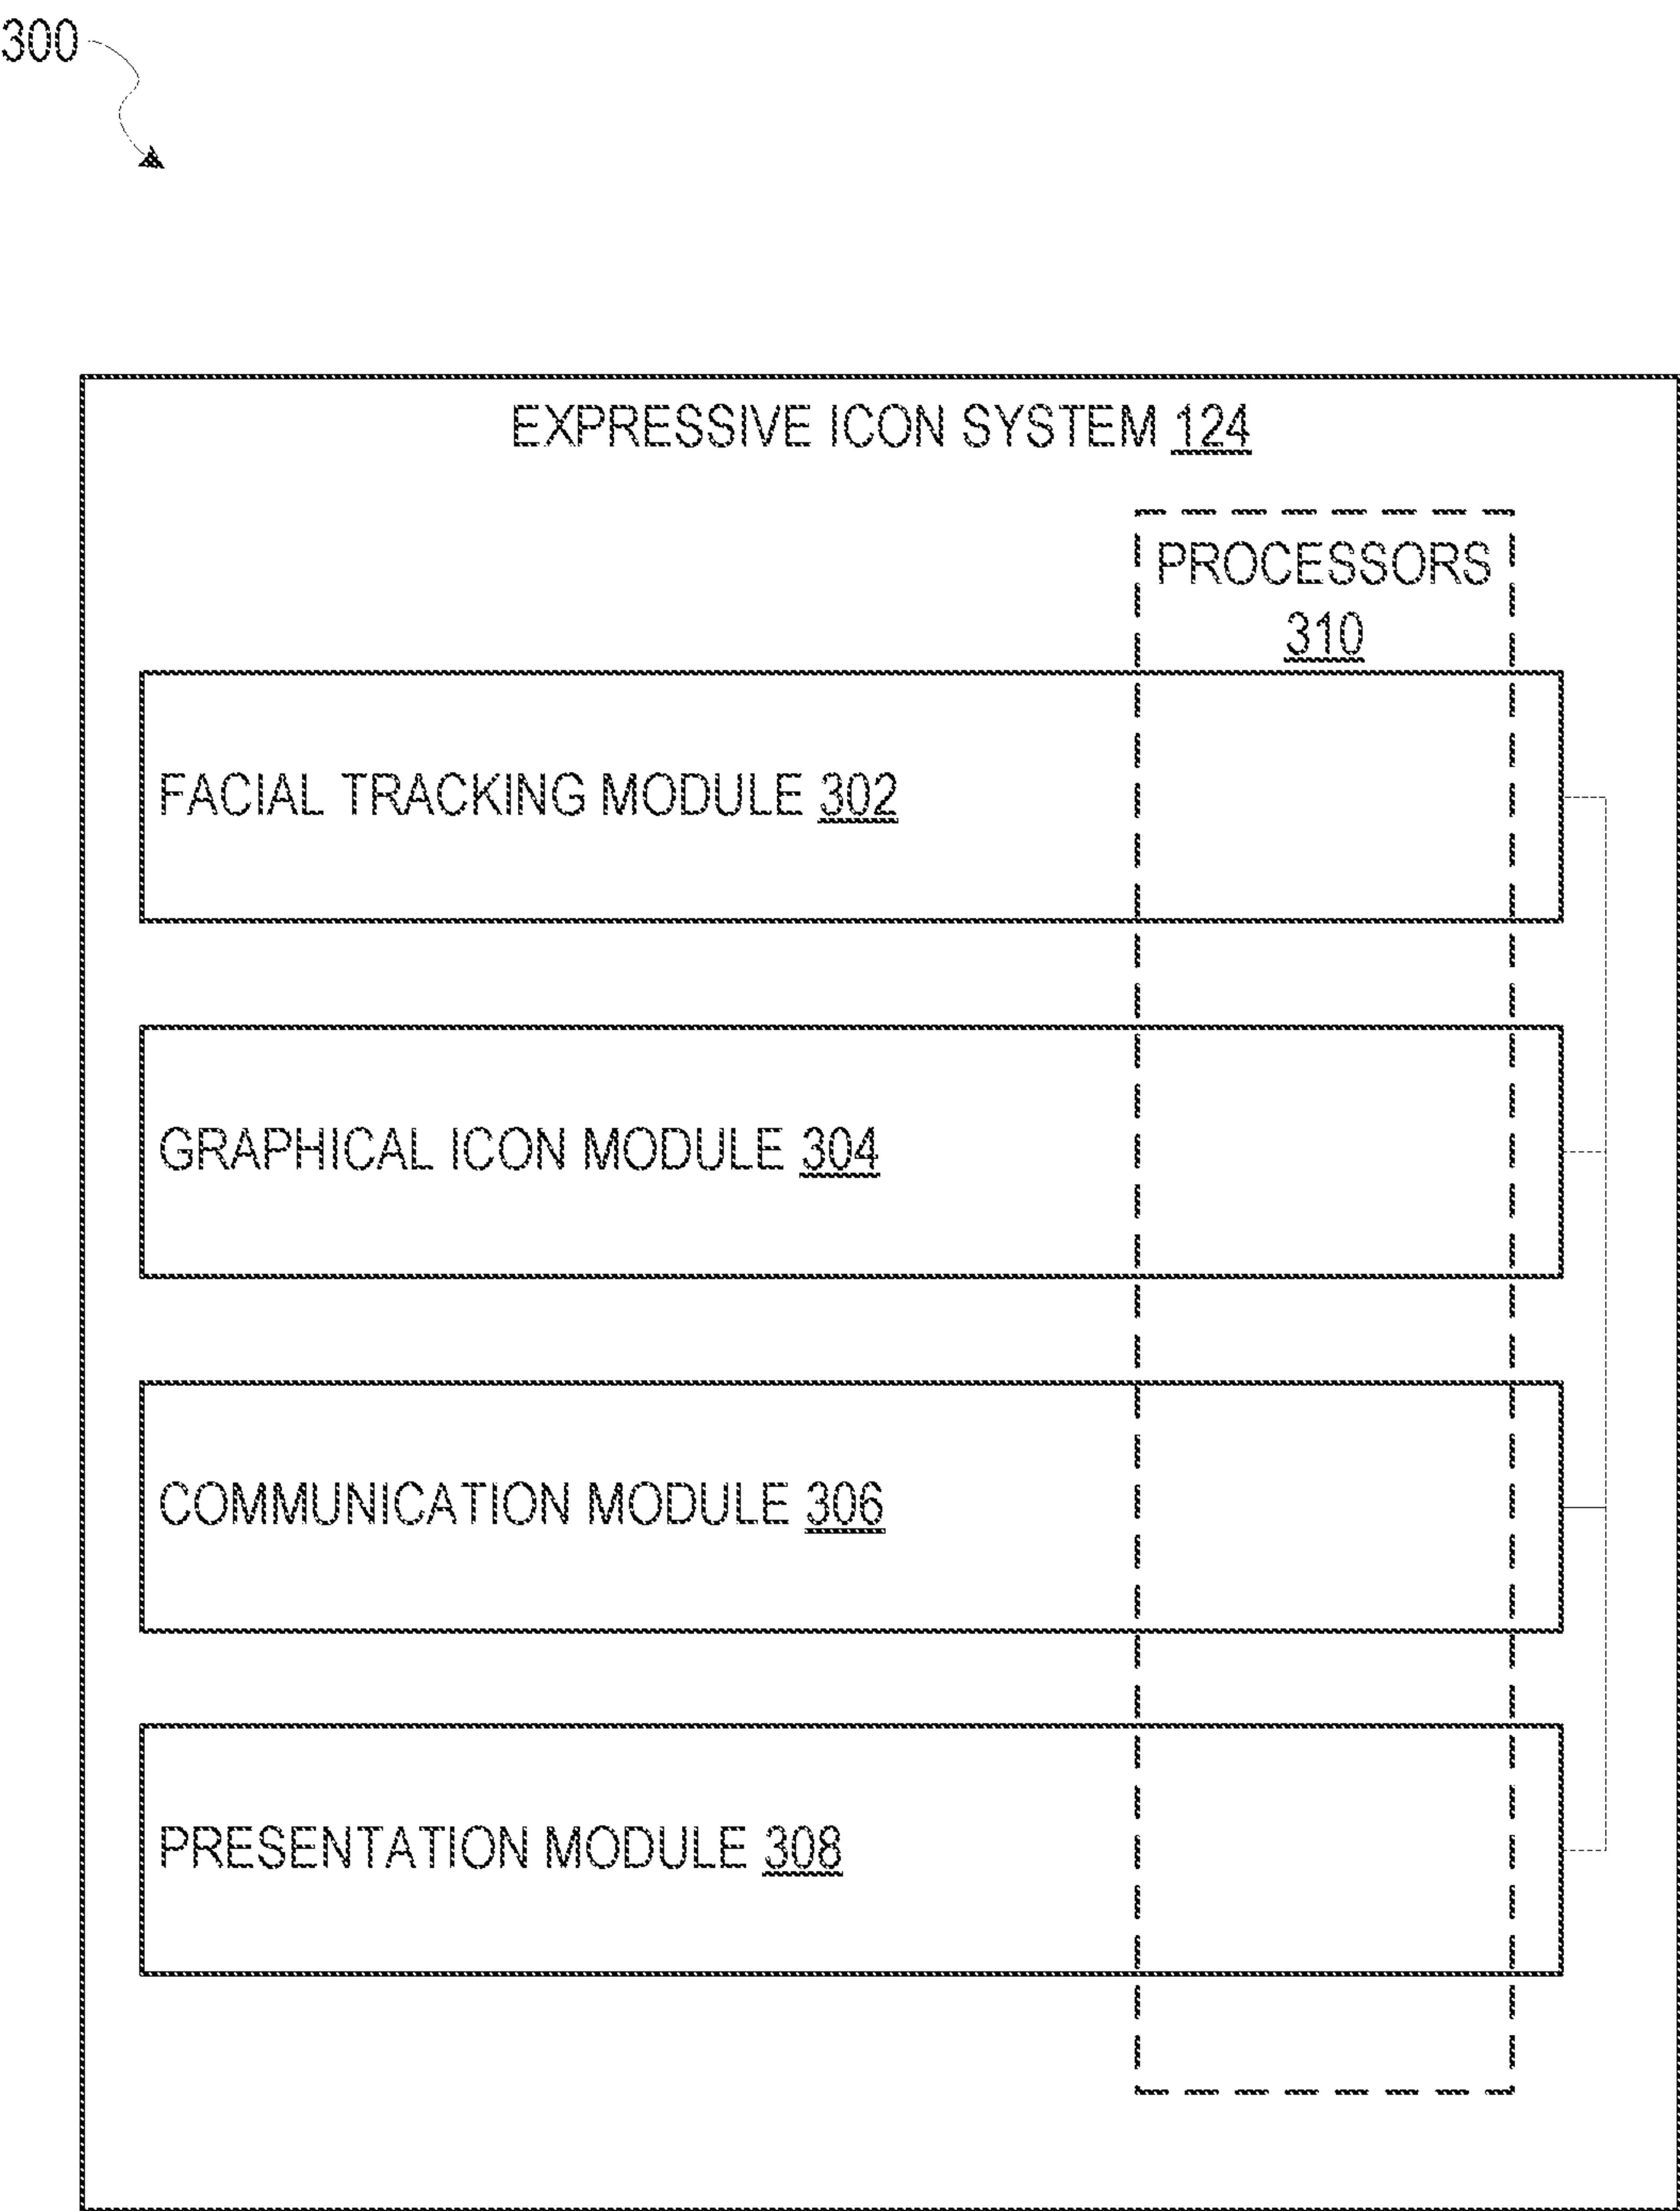 300
EXPRESSIVE ICON SYSTEM 124
PROCESSORS
310
FACIAL TRACKING MODULE 302
GRAPHICAL ICON MODULE 304
COMMUNICATION MODULE 306
PRESENTATION MODULE 308